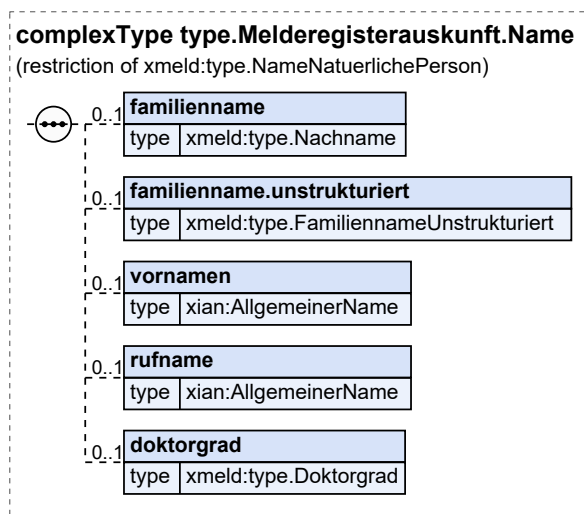 complexType type.Melderegisterauskunft.Name
(restriction of xmeld:type.NameNatuerlichePerson)
0..1 familienname
type xmeld:type.Nachname
0..1 familienname.unstrukturiert
type xmeld:type.FamiliennameUnstrukturiert
0..1 vornamen
type xian:AllgemeinerName
0..1 rufname
type xian:AllgemeinerName
0..1 doktorgrad
type xmeld:type.Doktorgrad